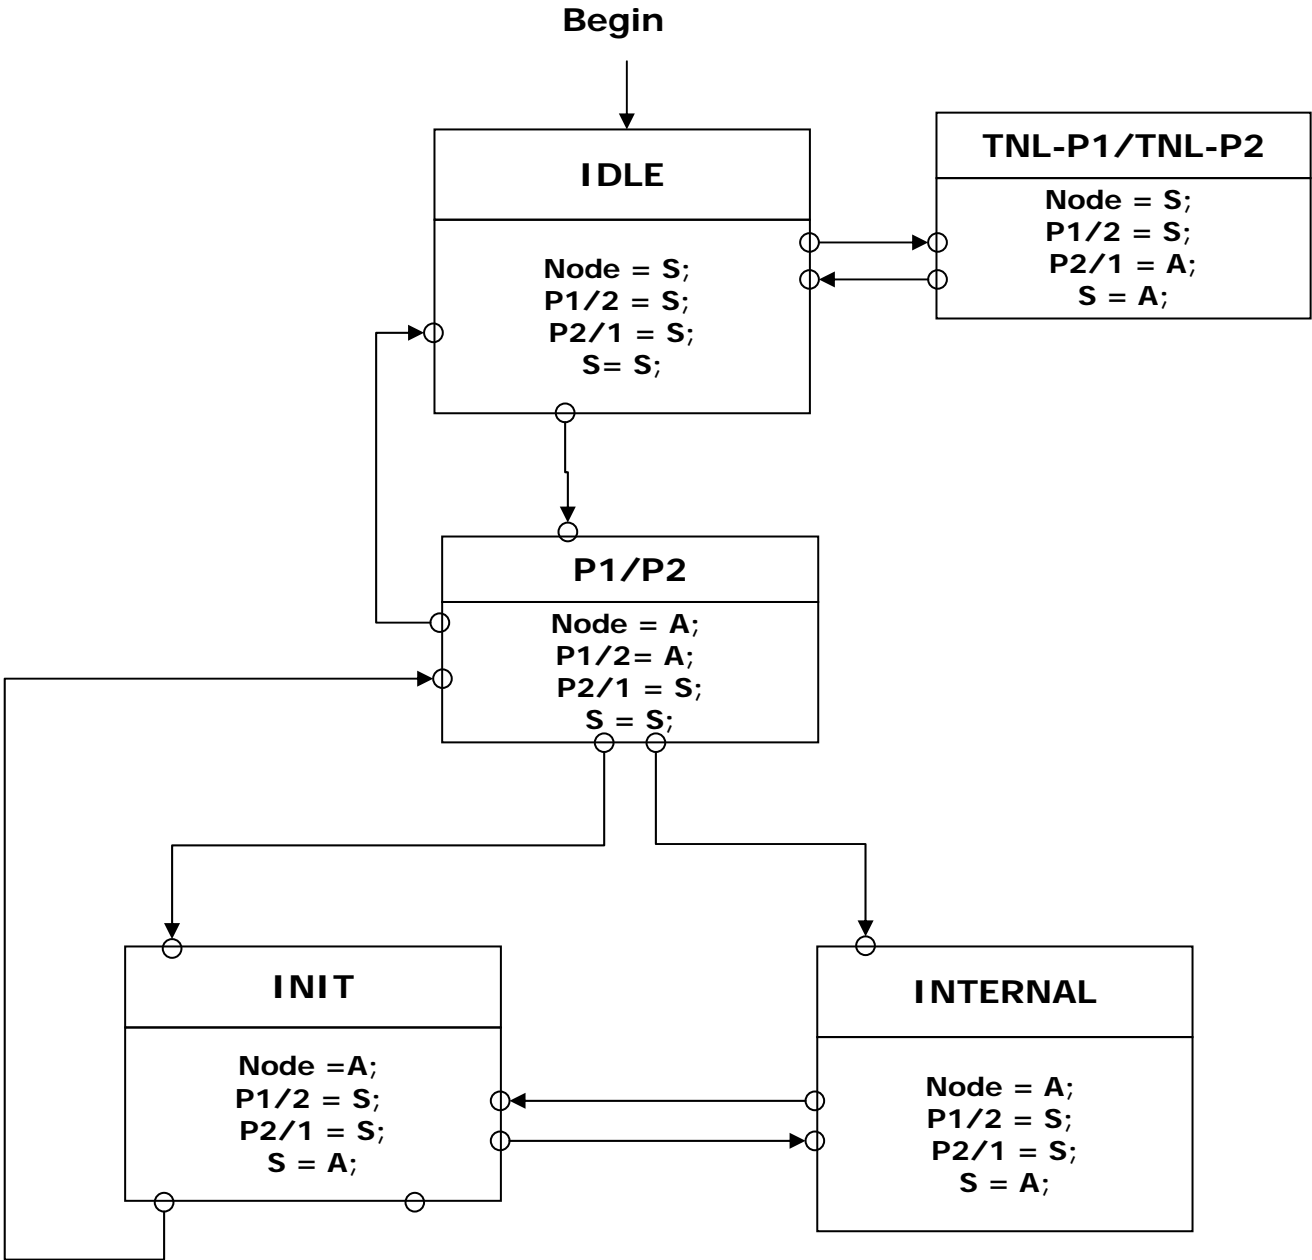 Begin
IDLE
Node = S;
P1/2 = S;
P2/1 = S;
S= S;
TNL-P1/TNL-P2
Node = S;
P1/2 = S;
P2/1 = A;
S = A;
P1/P2
Node = A;
P1/2= A;
P2/1 = S;
S = S;
INIT
Node =A;
P1/2 = S;
P2/1 = S;
S = A;
INTERNAL
Node = A;
P1/2 = S;
P2/1 = S;
S = A;